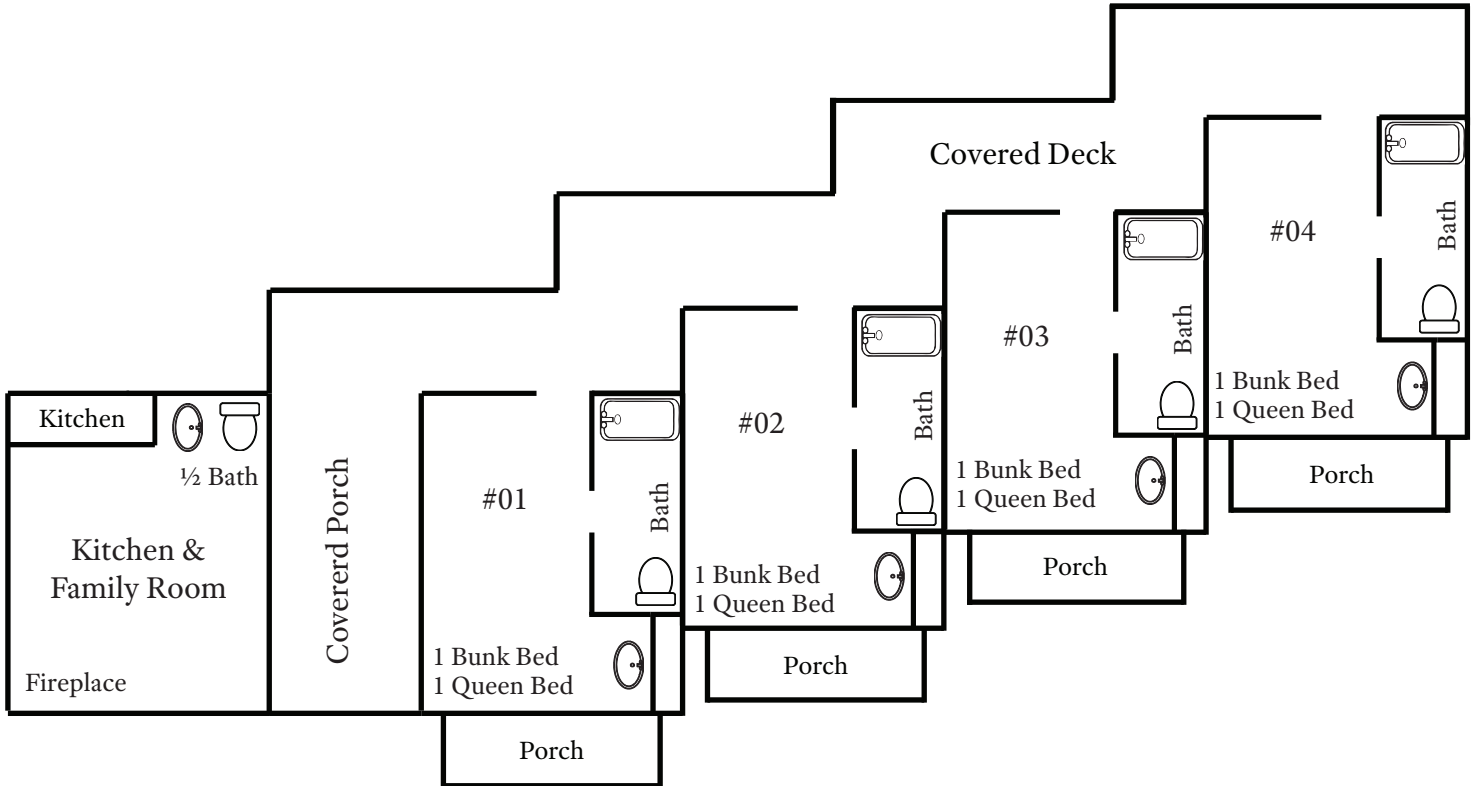 Covered Deck
#04
Bath
#03
Bath
1 Bunk Bed
1 Queen Bed
Kitchen
#02
Bath
½ Bath
Covererd Porch
#01
Bath
1 Bunk Bed
1 Queen Bed
Porch
Kitchen &
Family Room
1 Bunk Bed
1 Queen Bed
Porch
Fireplace
1 Bunk Bed
1 Queen Bed
Porch
Porch